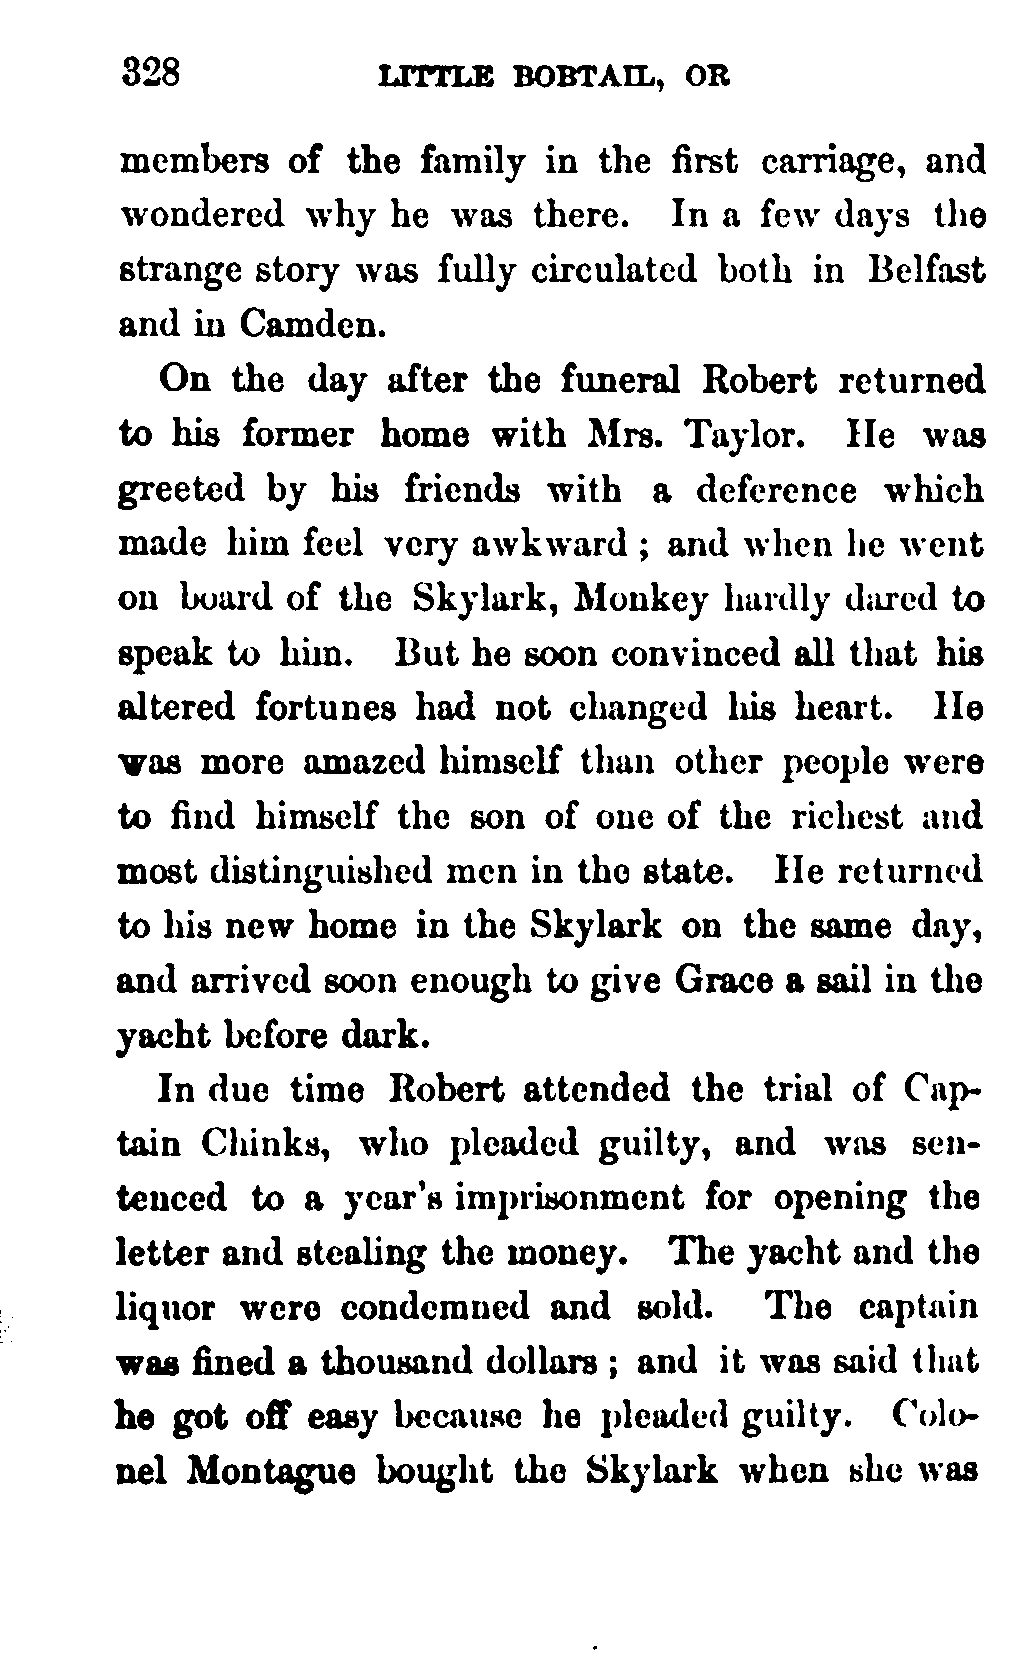 328 LITTLE BOBTAIL, OR
members of the family in the first carriage, and
wondered why he was there. In a few days the
strange story was fully circulated both in Belfast
and in Camden.
On the day after the funeral Robert returned
to his former home with Mrs. Taylor. He was
greeted by his friends with a deference which
made him feel very awkward ; and when he went
on board of the Skylark, Monkey hardly dared to
speak to him. But he soon convinced all that his
altered fortunes had not changed his heart. He
was more amazed himself than other people were
to find himself the son of one of the richest and
most distinguished men in the state. He returned
to his new home in the Skylark on the same day,
and arrived soon enough to give Grace a sail in the
yacht before dark.
In due time Robert attended the trial of Cap-
tain Chinks, who pleaded guilty, and was sen-
tenced to a year's imprisonment for opening the
letter and stealing the money. The yacht and the
liquor were condemned and sold. The captain
was fined a thousand dollars ; and it was said that
he got off easy because he pleaded guilty. Colo-
nel Montague bought the Skylark when she was